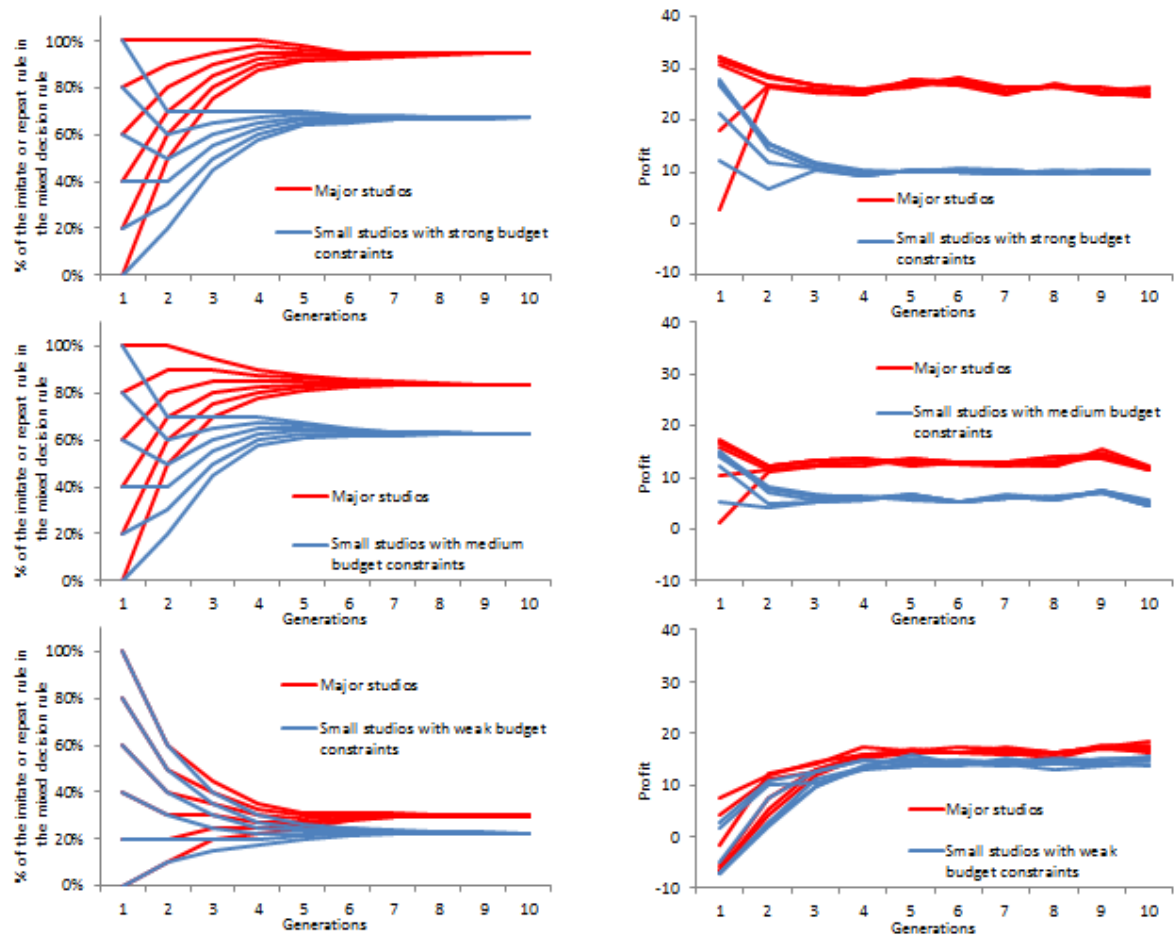 % of the imitate or repeat rule in
the mixed decision rule
100%
80%
60%
40%
20%
0%
Major studios
Small studios with strong budget
constraints
1 2 3 4 5 6 7 8 9 10
Generations
Profit
40
30
20
10
0
-10
Major studios
Small studios with strong budget
constraints
1 2 3 4 5 6 7 8 9 10
Generations
% of the imitate or repeat rule in
the mixed decision rule
100%
80%
60%
40%
20%
0%
Major studios
Small studios with medium
budget constraints
1 2 3 4 5 6 7 8 9 10
Generations
Profit
40
30
20
10
0
-10
Major studios
Small studios with medium budget
constraints
1 2 3 4 5 6 7 8 9 10
Generations
% of the imitate or repeat rule in
the mixed decision rule
100%
80%
60%
40%
20%
0%
Major studios
Small studios with weak budget
constraints
1 2 3 4 5 6 7 8 9 10
Generations
Profit
40
30
20
10
0
-10
Major studios
Small studios with weak
budget constraints
1 2 3 4 5 6 7 8 9 10
Generations